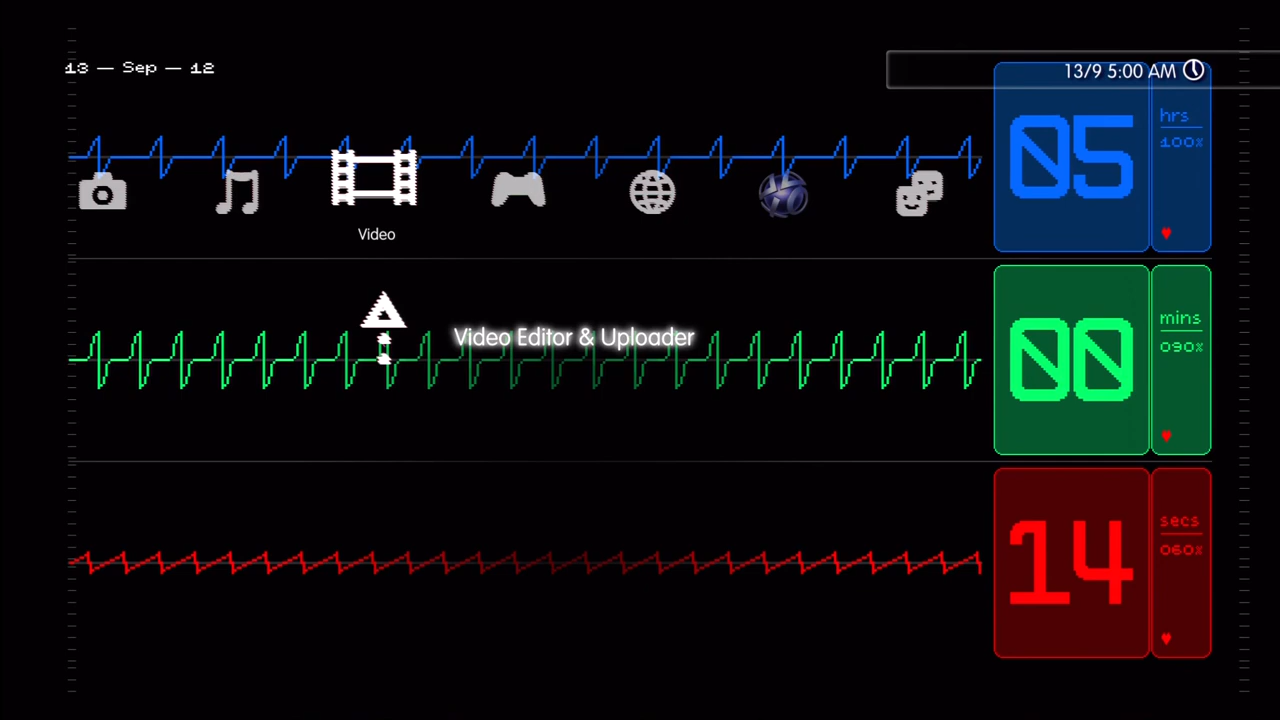 13 — Sep — 12
13/9 5:00 AM
05
hrs
100%
Video
Video Editor & Uploader
00
mins
090%
14
secs
060%